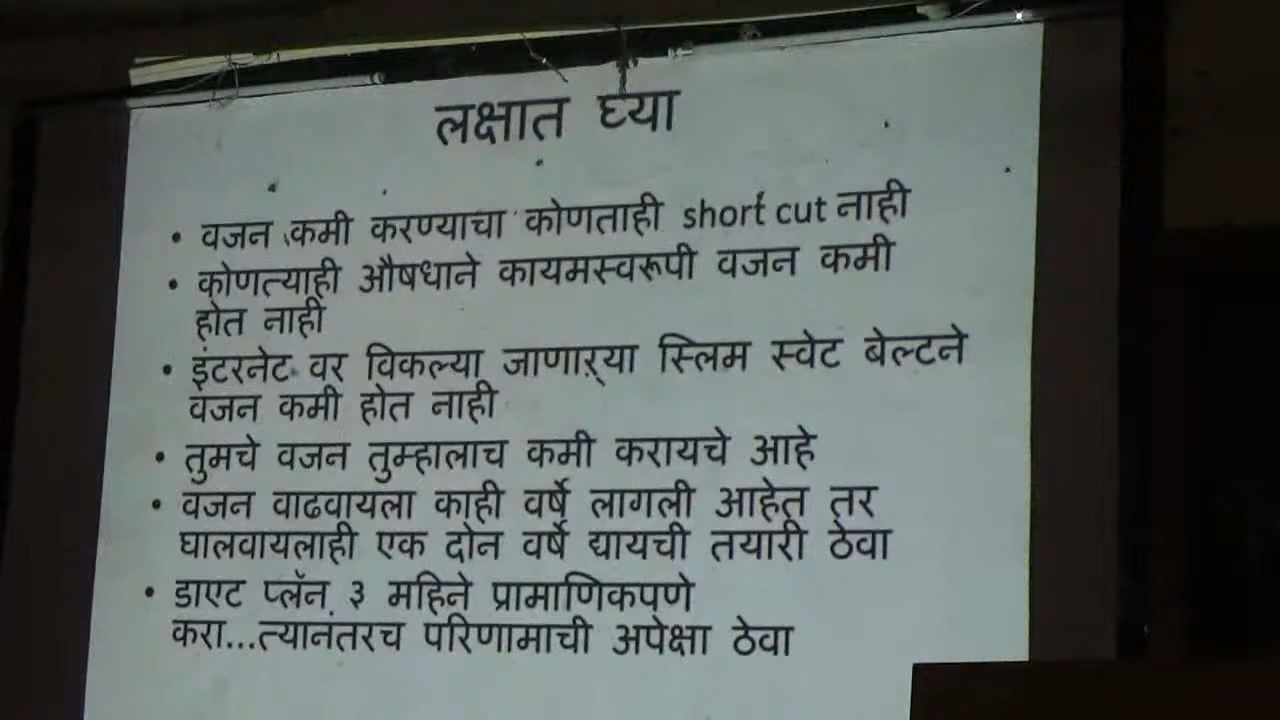 लक्षात घ्या
• वजन कमी करण्याचा कोणताही short cut नाही
• कोणत्याही औषधाने कायमस्वरूपी वजन कमी
होत नाही
• इंटरनेट वर विकल्या जाणाऱ्या स्लिम स्वेट बेल्टने
वजन कमी होत नाही
• तुमचे वजन तुम्हालाच कमी करायचे आहे
• वजन वाढवायला काही वर्षे लागली आहेत तर
घालवायलाही एक दोन वर्षे द्यायची तयारी ठेवा
• डाएट प्लॅन ३ महिने प्रामाणिकपणे
करा...त्यानंतरच परिणामाची अपेक्षा ठेवा